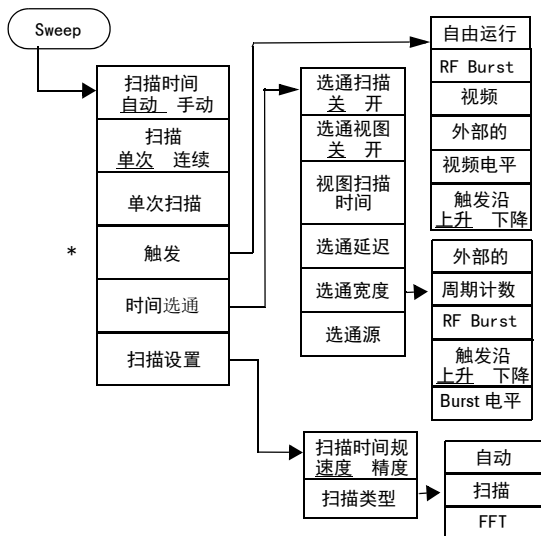 Sweep
扫描时间
自动 手动
扫描
单次 连续
单次扫描
* 触发
时间选通
扫描设置
选通扫描
关 开
选通视图
关 开
视图扫描
时间
选通延迟
选通宽度
选通源
自由运行
RF Burst
视频
外部的
视频电平
触发沿
上升 下降
外部的
周期计数
RF Burst
触发沿
上升 下降
Burst 电平
扫描时间规
速度 精度
扫描类型
自动
扫描
FFT